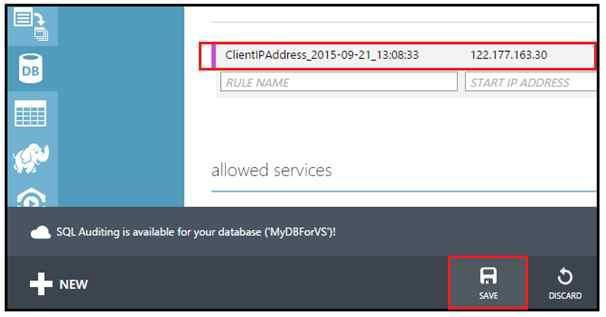 ClientIPAddress_2015-09-21_13:08:33 122.177.163.30
RULE NAME START IP ADDRESS
DB
allowed services
SQL Auditing is available for your database ('MyDBForVS')!
NEW
SAVE
DISCARD